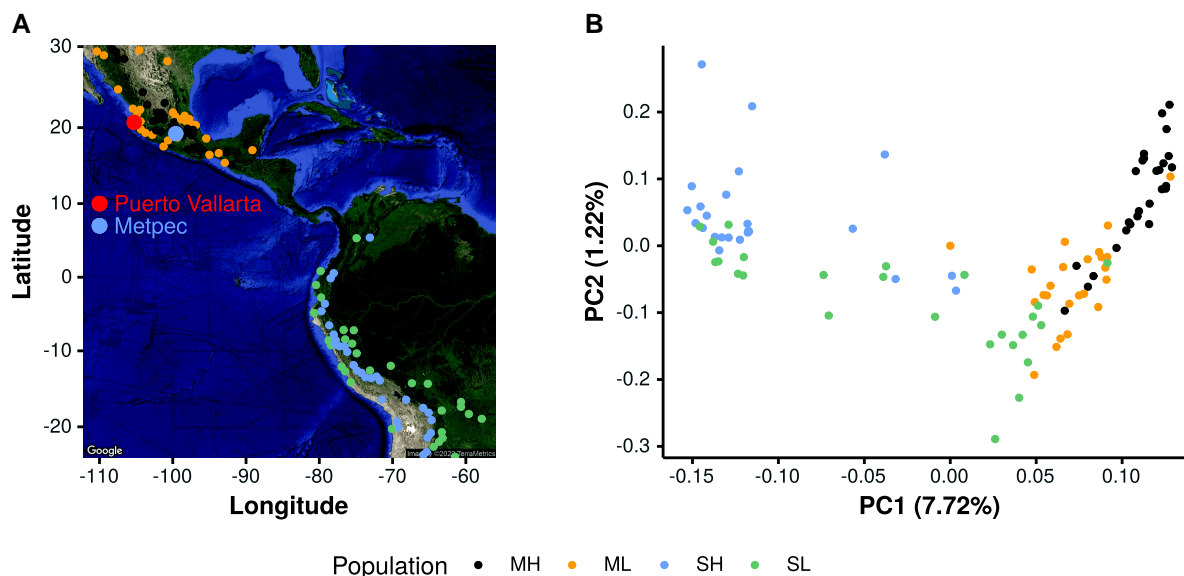 A
B
30
20
10
0
-10
-20
Latitude
Puerto Vallarta
Metpec
Google
©2022 TerraMetrics
-110
-100
-90
-80
-70
-60
Longitude
0.2
0.1
0.0
-0.1
-0.2
-0.3
PC2 (1.22%)
-0.15
-0.10
-0.05
0.00
0.05
0.10
PC1 (7.72%)
Population MH ML SH SL